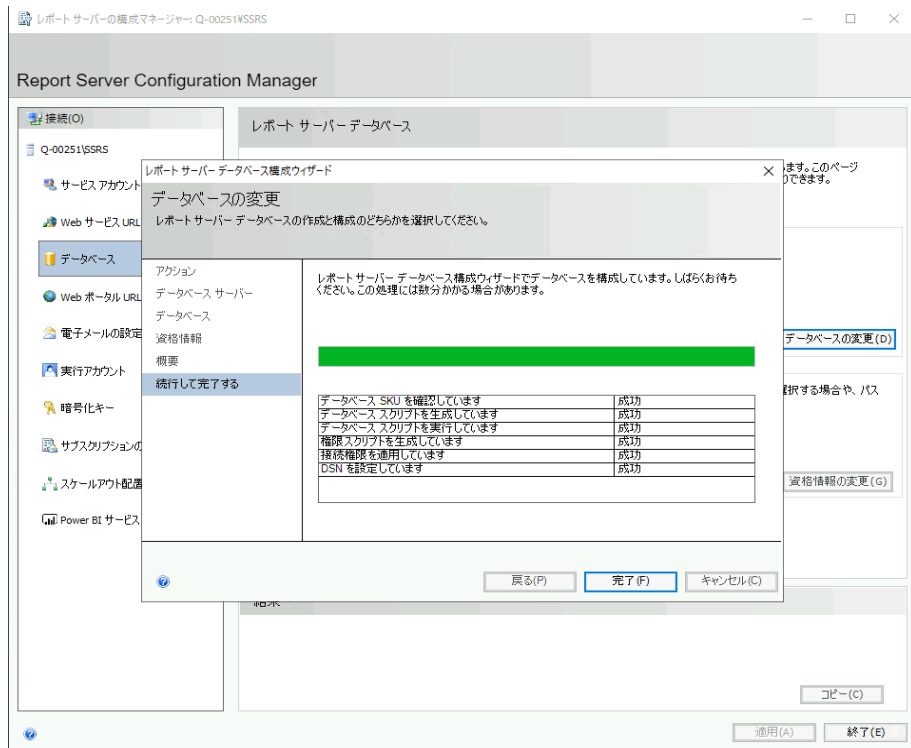 レポート サーバーの構成マネージャー: Q-00251¥SSRS
Report Server Configuration Manager
接続(O)
Q-00251\SSRS
サービス アカウント
Web サービス URL
データベース
Web ポータル URL
電子メールの設定
実行アカウント
暗号化キー
サブスクリプションの
スケールアウト配置
Power BI サービス
レポート サーバー データベース
ます。このページ
できます。
データベースの変更(D)
択する場合や、パス
資格情報の変更(G)
レポート サーバー データベース構成ウィザード
データベースの変更
レポート サーバー データベースの作成と構成のどちらかを選択してください。
アクション
データベース サーバー
データベース
資格情報
概要
続行して完了する
レポート サーバー データベース構成ウィザードでデータベースを構成しています。しばらくお待ち
ください。この処理には数分かかる場合があります。
データベース SKU を確認しています 成功
データベース スクリプトを生成しています 成功
データベース スクリプトを実行しています 成功
権限スクリプトを生成しています 成功
接続権限を適用しています 成功
DSN を設定しています 成功
戻る(P)
完了(F)
キャンセル(C)
結果
コピー(C)
適用(A)
終了(E)